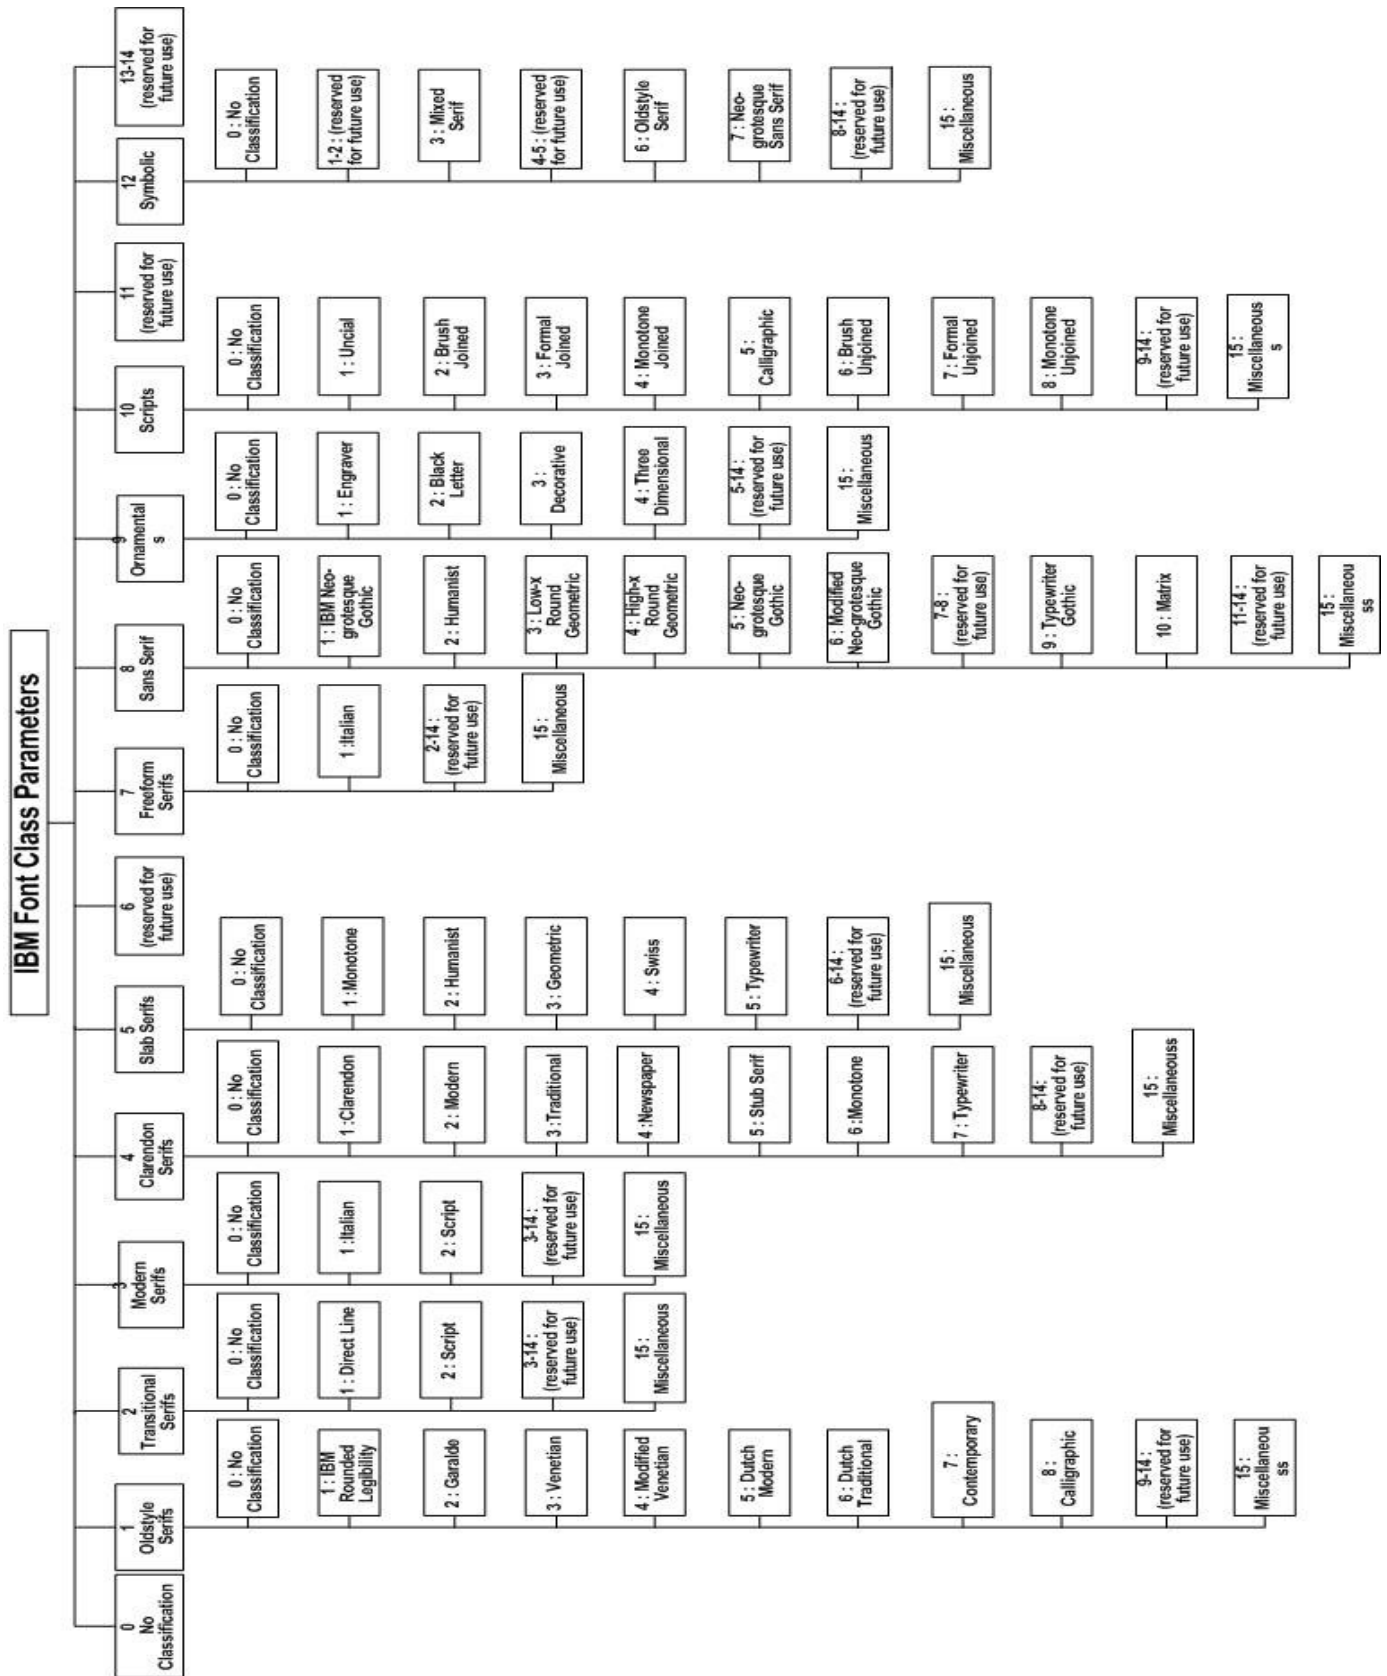 IBM Font Class Parameters
0
No
Classification
1
Oldstyle
Serifs
0 : No
Classification
1 : IBM
Rounded
Legibility
2 : Garalde
3 : Venetian
4 : Modified
Venetian
5 : Dutch
Modern
6 : Dutch
Traditional
7 :
Contemporary
8 :
Calligraphic
9-14 :
(reserved for
future use)
15 :
Miscellaneou
ss
2
Transitional
Serifs
0 : No
Classification
1 : Direct Line
2 : Script
3-14 :
(reserved for
future use)
15 :
Miscellaneous
3
Modern
Serifs
0 : No
Classification
1 :Italian
2 : Script
3-14 :
(reserved for
future use)
15 :
Miscellaneous
4
Clarendon
Serifs
0 : No
Classification
1 :Clarendon
2 : Modern
3 :Traditional
4 :Newspaper
5 : Stub Serif
6 :Monotone
7 : Typewriter
8-14:
(reserved for
future use)
15 :
Miscellaneouss
5
Slab Serifs
0 : No
Classification
1 :Monotone
2 : Humanist
3 : Geometric
4 : Swiss
5 : Typewriter
6-14 :
(reserved for
future use)
15 :
Miscellaneous
6
(reserved for
future use)
7
Freeform
Serifs
0 : No
Classification
1 :Italian
2-14 :
(reserved for
future use)
15 :
Miscellaneous
8
Sans Serif
0 : No
Classification
1 : IBM Neo-
grotesque
Gothic
2 : Humanist
3 : Low-x
Round
Geometric
4 : High-x
Round
Geometric
5 : Neo-
grotesque
Gothic
6 : Modified
Neo-grotesque
Gothic
7-8 :
(reserved for
future use)
9 : Typewriter
Gothic
10 : Matrix
11-14 :
(reserved for
future use)
15 :
Miscellaneou
ss
9
Ornamental
s
0 : No
Classification
1 : Engraver
2 : Black
Letter
3 :
Decorative
4 : Three
Dimensional
5-14 :
(reserved for
future use)
15 :
Miscellaneous
10
Scripts
0 : No
Classification
1 : Uncial
2 : Brush
Joined
3 : Formal
Joined
4 : Monotone
Joined
5 :
Calligraphic
6 : Brush
Unjoined
7 : Formal
Unjoined
8 : Monotone
Unjoined
9-14 :
(reserved for
future use)
15 :
Miscellaneous
s
11
(reserved for
future use)
12
Symbolic
0 : No
Classification
1-2 : (reserved
for future use)
3 : Mixed
Serif
4-5 : (reserved
for future use)
6 : Oldstyle
Serif
7 : Neo-
grotesque
Sans Serif
8-14 :
(reserved for
future use)
15 :
Miscellaneous
13-14
(reserved for
future use)